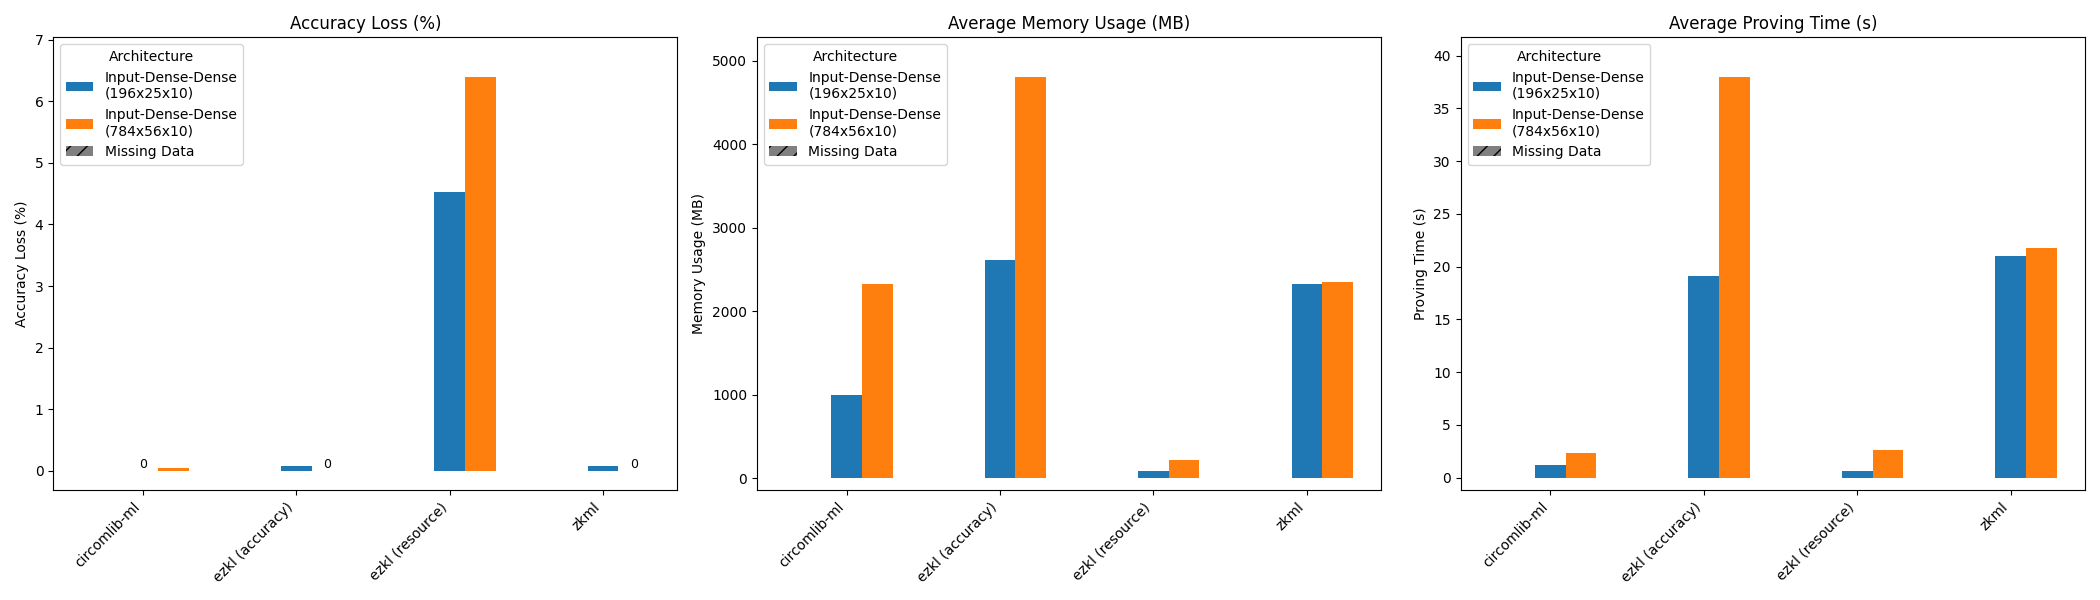 Accuracy Loss (%)
Accuracy Loss (%)
7
6
5
4
3
2
1
0
Architecture
Input-Dense-Dense
(196x25x10)
Input-Dense-Dense
(784x56x10)
Missing Data
0
0
0
circomlib-ml
ezkl (accuracy)
ezkl (resource)
zkml
Average Memory Usage (MB)
Memory Usage (MB)
5000
4000
3000
2000
1000
0
Architecture
Input-Dense-Dense
(196x25x10)
Input-Dense-Dense
(784x56x10)
Missing Data
circomlib-ml
ezkl (accuracy)
ezkl (resource)
zkml
Average Proving Time (s)
Proving Time (s)
40
35
30
25
20
15
10
5
0
Architecture
Input-Dense-Dense
(196x25x10)
Input-Dense-Dense
(784x56x10)
Missing Data
circomlib-ml
ezkl (accuracy)
ezkl (resource)
zkml